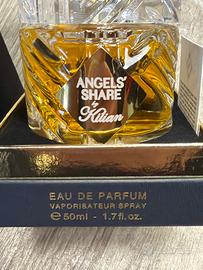 ANGELS'
SHARE
by
Kilian
EAU DE PARFUM
VAPORISATEUR SPRAY
℮50ml - 1.7fl.oz.